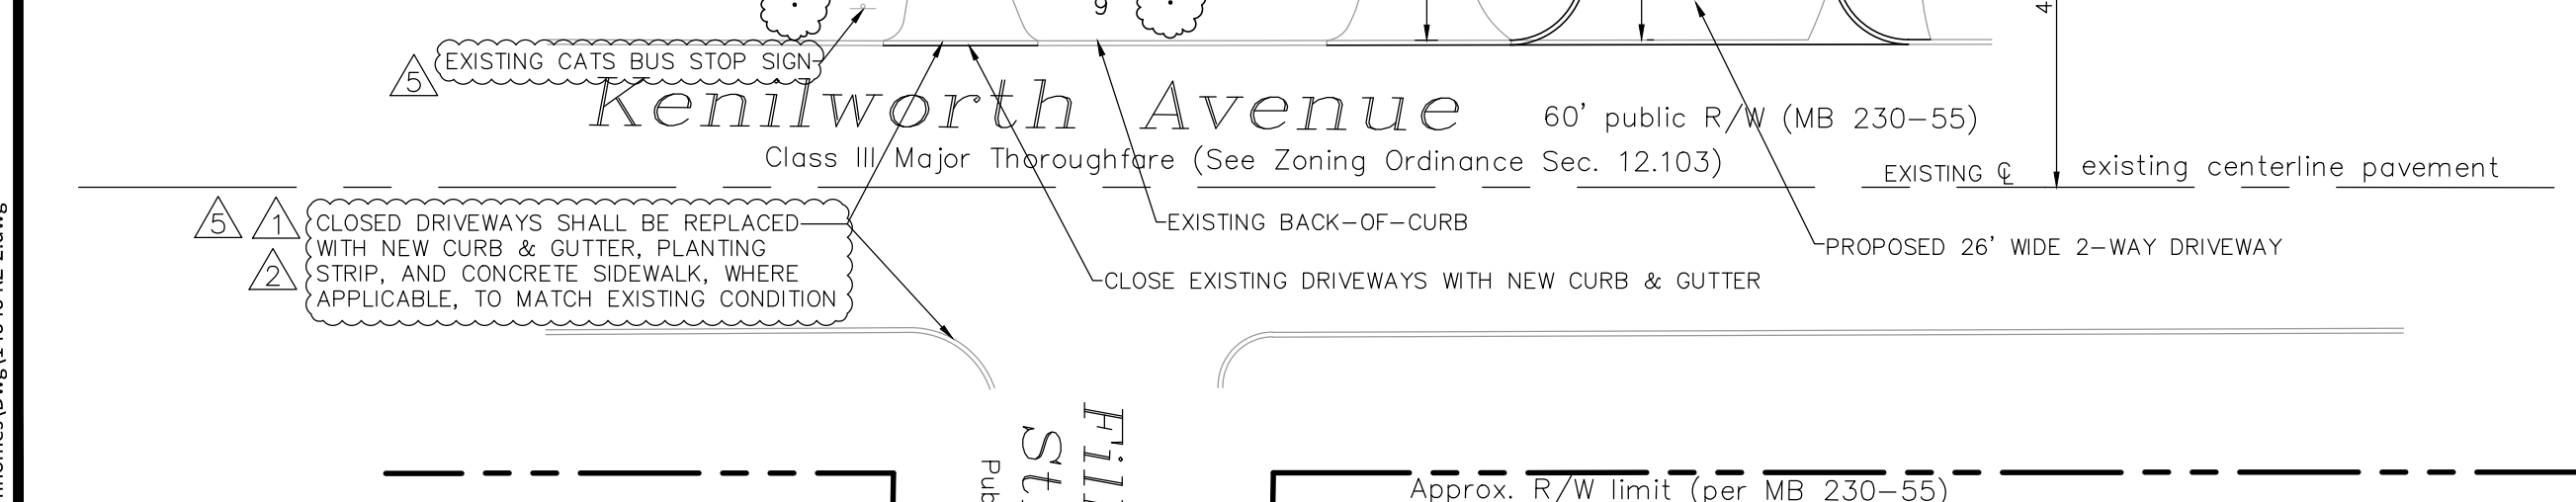 9
4
EXISTING CATS BUS STOP SIGN
5
Kenilworth Avenue
60' public R/W (MB 230-55)
Class III Major Thoroughfare (See Zoning Ordinance Sec. 12.103)
EXISTING ℄
existing centerline pavement
5
1
2
CLOSED DRIVEWAYS SHALL BE REPLACED
WITH NEW CURB & GUTTER, PLANTING
STRIP, AND CONCRETE SIDEWALK, WHERE
APPLICABLE, TO MATCH EXISTING CONDITION
EXISTING BACK-OF-CURB
CLOSE EXISTING DRIVEWAYS WITH NEW CURB & GUTTER
PROPOSED 26' WIDE 2-WAY DRIVEWAY
St.
Approx. R/W limit (per MB 230-55)